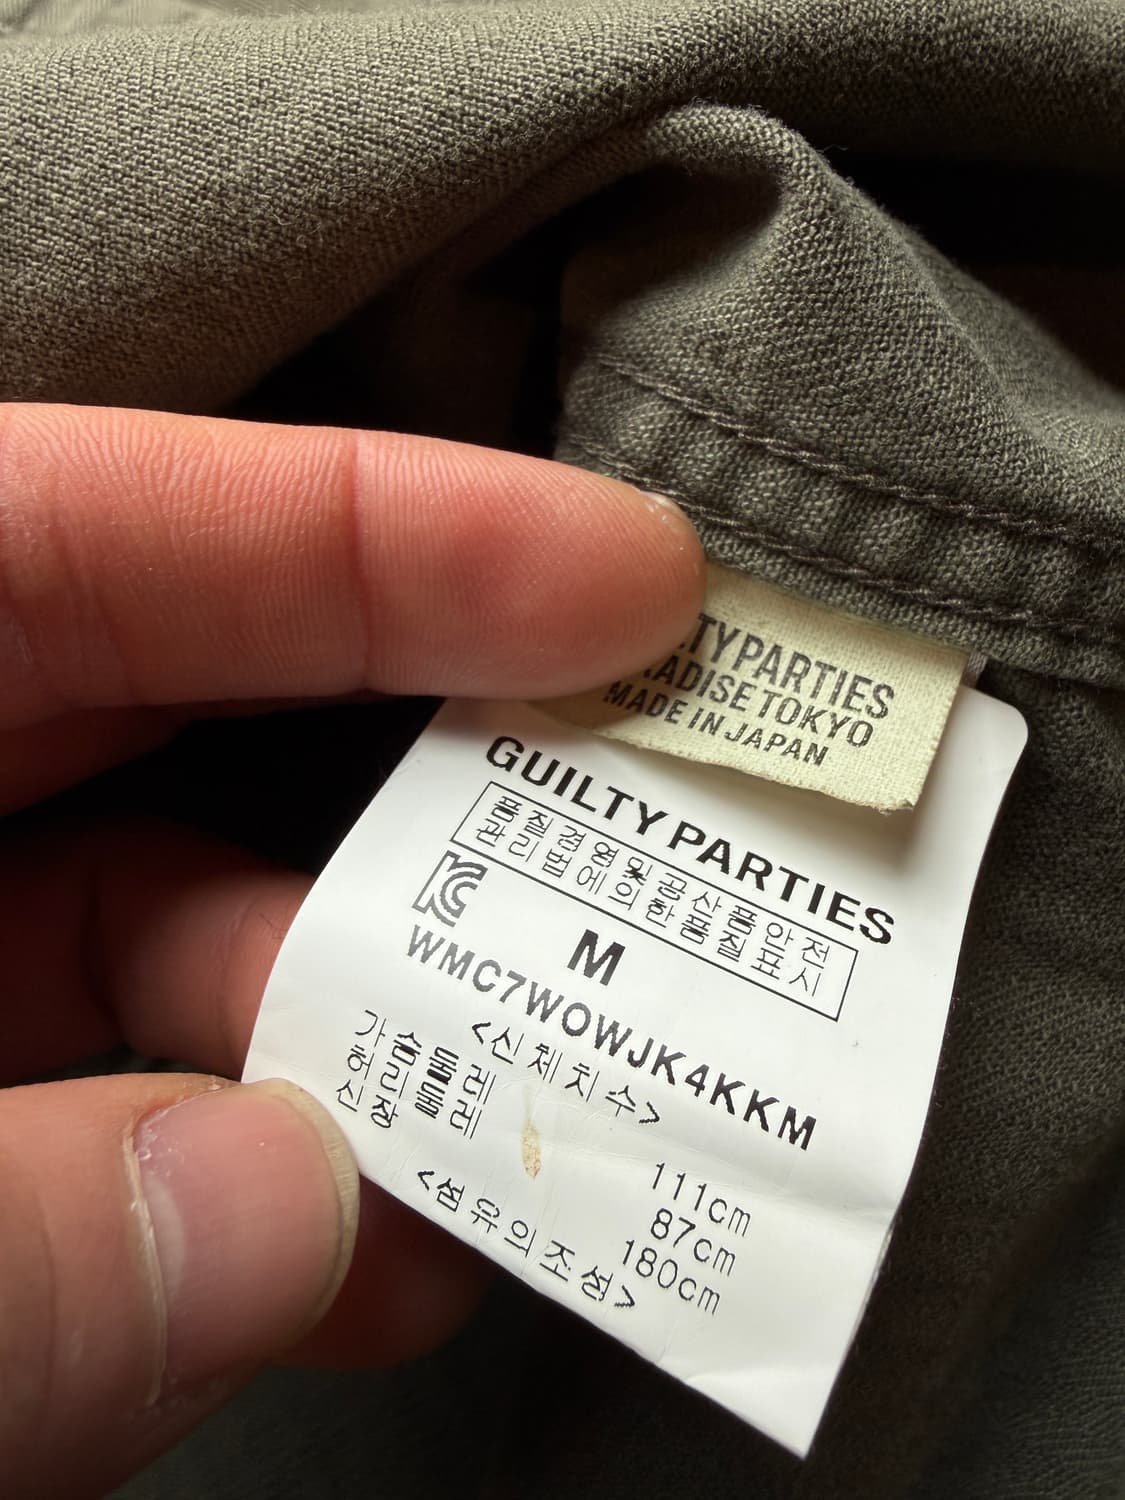 LTYPARTIES
RADISE TOKYO
MADE IN JAPAN
GUILTY PARTIES
품질경영및공산품안전
관리법에의한품질표시
M
WMC7WOWJK4KKM
<신체치수>
가슴둘레 111cm
허리둘레 87cm
신장 180cm
<섬유의조성>